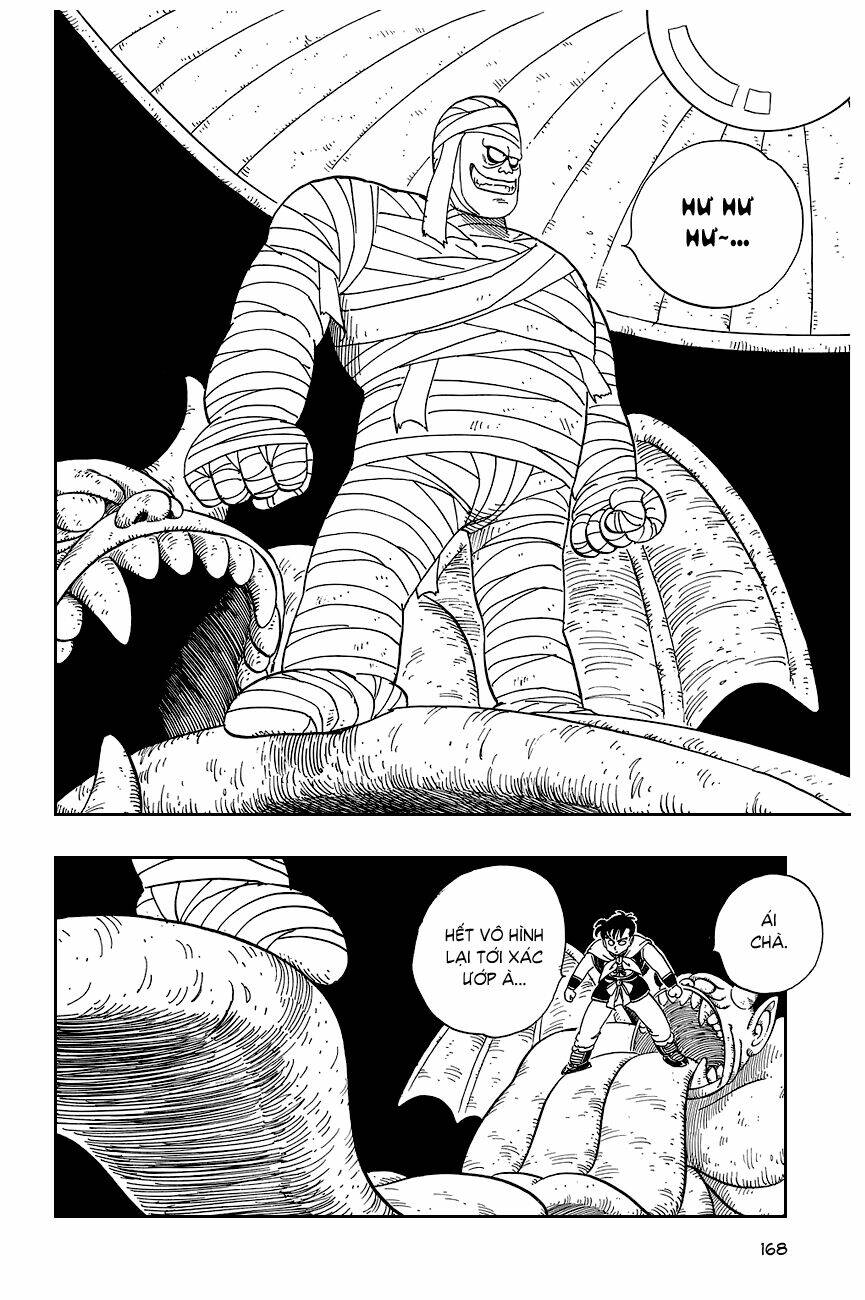 HƯ HƯ
HƯ~...
HẾT VÔ HÌNH
LẠI TỚI XÁC
ƯỚP À...
ÁI
CHÀ.
168